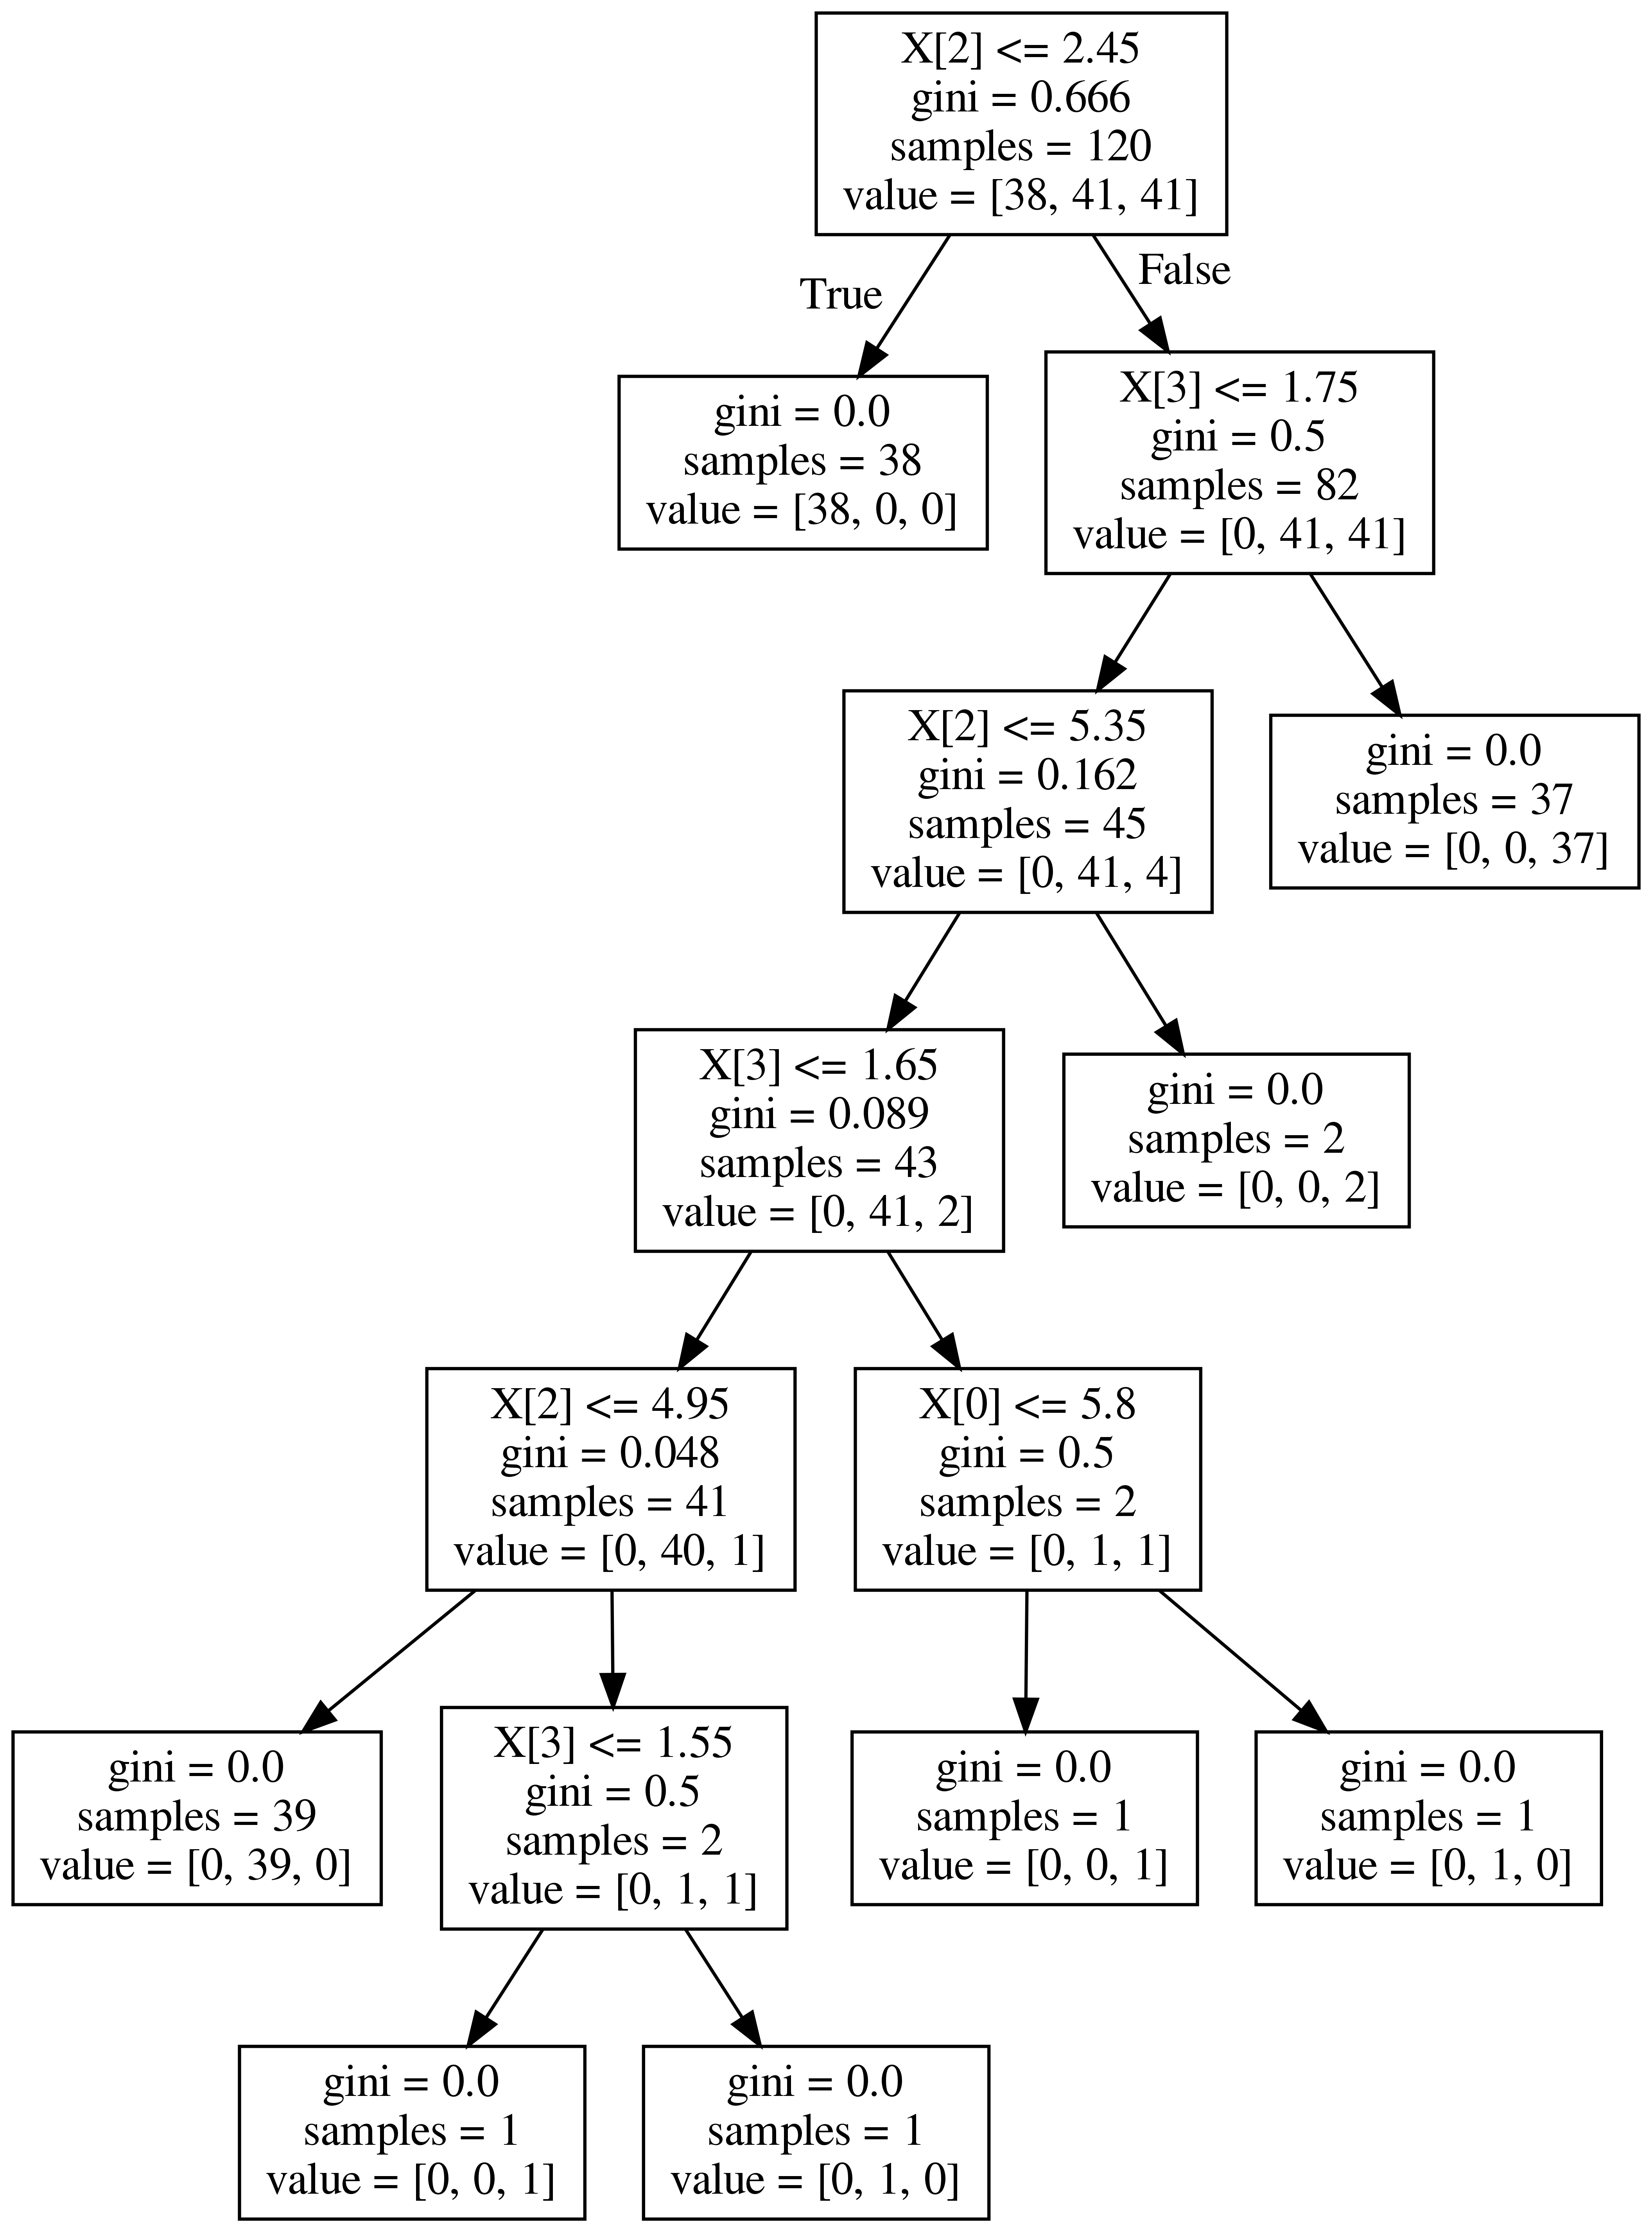 X[2] <= 2.45
gini = 0.666
samples = 120
value = [38, 41, 41]
True
False
gini = 0.0
samples = 38
value = [38, 0, 0]
X[3] <= 1.75
gini = 0.5
samples = 82
value = [0, 41, 41]
X[2] <= 5.35
gini = 0.162
samples = 45
value = [0, 41, 4]
gini = 0.0
samples = 37
value = [0, 0, 37]
X[3] <= 1.65
gini = 0.089
samples = 43
value = [0, 41, 2]
gini = 0.0
samples = 2
value = [0, 0, 2]
X[2] <= 4.95
gini = 0.048
samples = 41
value = [0, 40, 1]
X[0] <= 5.8
gini = 0.5
samples = 2
value = [0, 1, 1]
gini = 0.0
samples = 39
value = [0, 39, 0]
X[3] <= 1.55
gini = 0.5
samples = 2
value = [0, 1, 1]
gini = 0.0
samples = 1
value = [0, 0, 1]
gini = 0.0
samples = 1
value = [0, 1, 0]
gini = 0.0
samples = 1
value = [0, 0, 1]
gini = 0.0
samples = 1
value = [0, 1, 0]